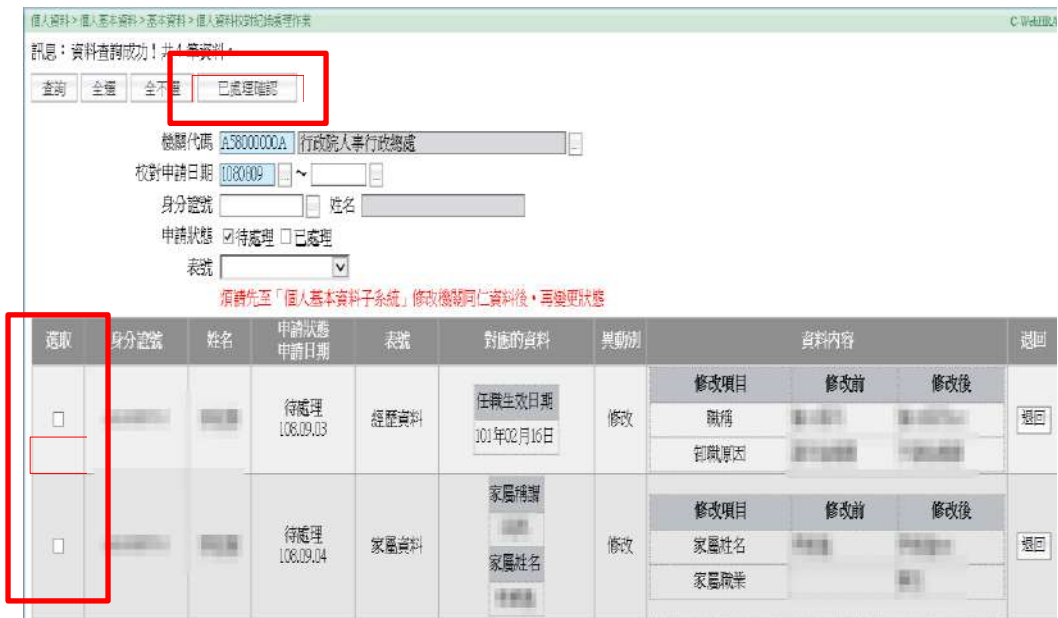 個人資料>個人基本資料>基本資料>個人資料校對紀錄處理作業 C-WebHRA
訊息：資料查詢成功！共4筆資料。
查詢 全選 全不選 已處理確認
機關代碼 A58000000A 行政院人事行政總處
校對申請日期 1080809 ~
身分證號 姓名
申請狀態 ☑待處理 □已處理
表號
煩請先至「個人基本資料子系統」修改機關同仁資料後，再變更狀態
選取 身分證號 姓名 申請狀態 表號 對應的資料 異動別 資料內容 退回
申請日期
修改項目 修改前 修改後
任職生效日期
待處理 經歷資料 修改 職稱 退回
108.09.03
101年02月16日
卸職原因
家屬稱謂
修改項目 修改前 修改後
待處理 家屬資料 修改 家屬姓名 退回
108.09.04
家屬姓名
家屬職業